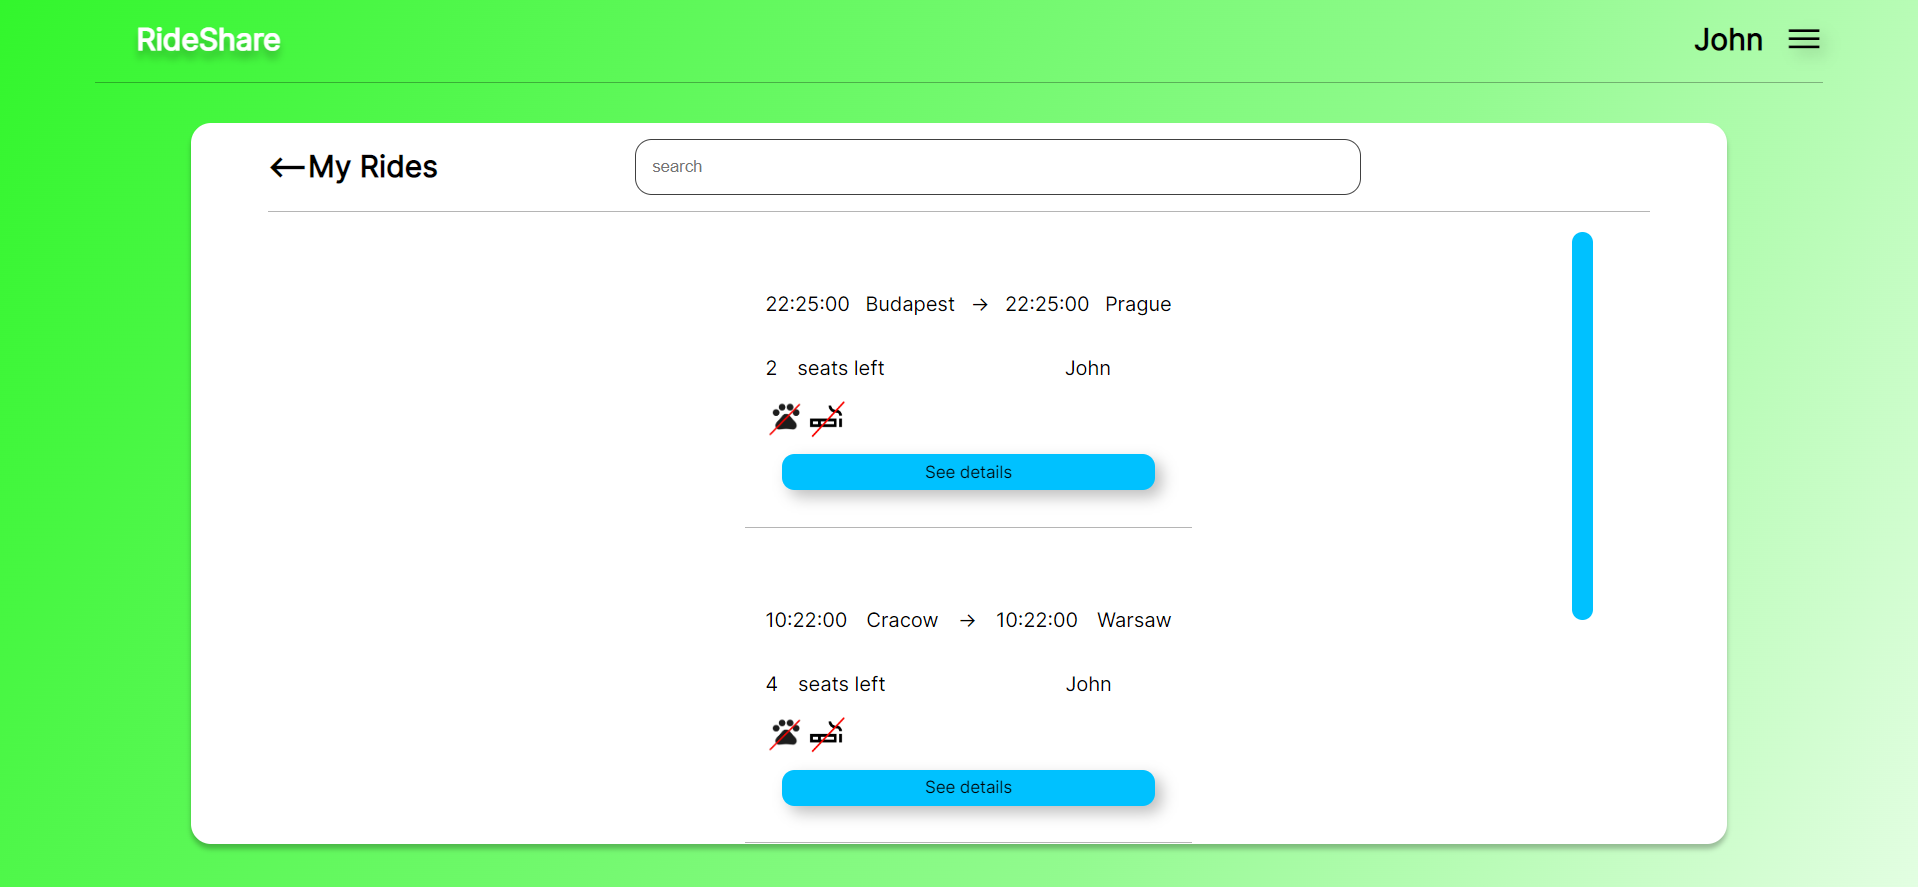 RideShare
John
←My Rides
search
22:25:00 Budapest → 22:25:00 Prague
2 seats left John
See details
10:22:00 Cracow → 10:22:00 Warsaw
4 seats left John
See details